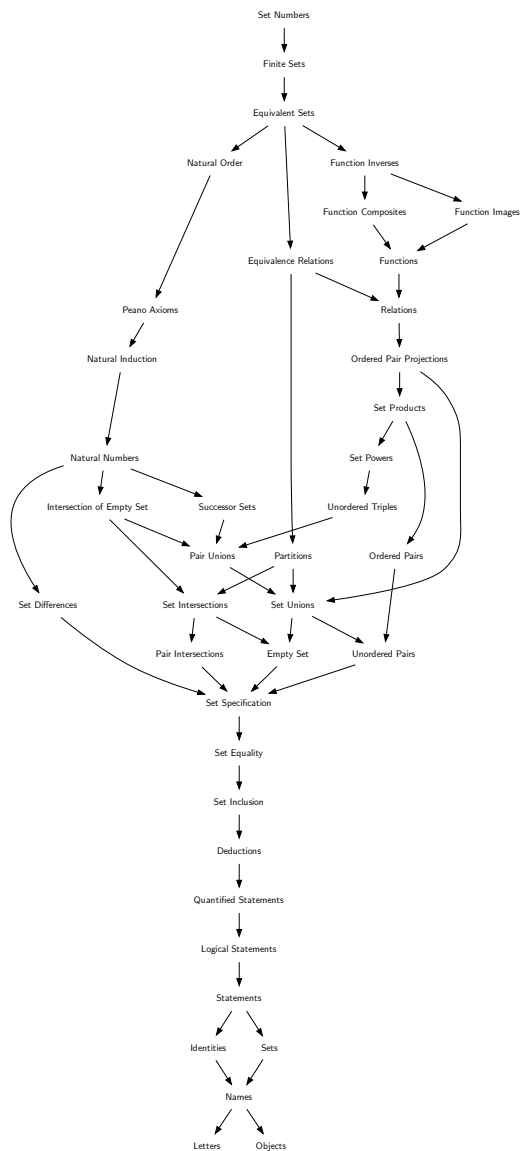 Set Numbers
Finite Sets
Equivalent Sets
Natural Order
Function Inverses
Function Composites
Function Images
Equivalence Relations
Functions
Peano Axioms
Relations
Natural Induction
Ordered Pair Projections
Set Products
Natural Numbers
Set Powers
Intersection of Empty Set
Successor Sets
Unordered Triples
Pair Unions
Partitions
Ordered Pairs
Set Differences
Set Intersections
Set Unions
Pair Intersections
Empty Set
Unordered Pairs
Set Specification
Set Equality
Set Inclusion
Deductions
Quantified Statements
Logical Statements
Statements
Identities
Sets
Names
Letters
Objects